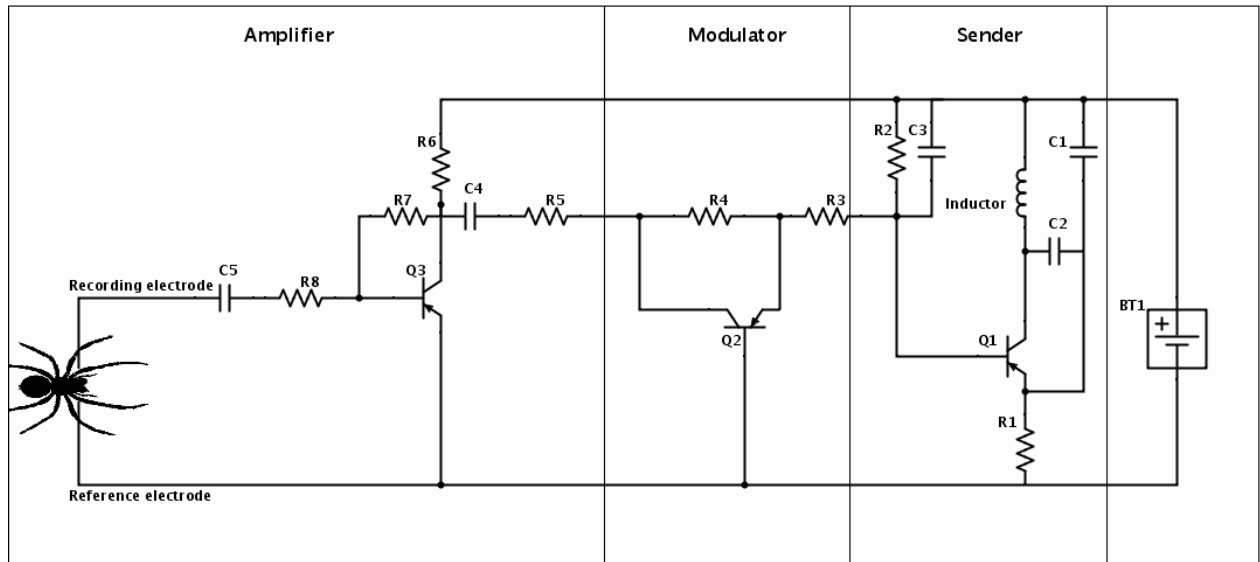 Amplifier
Modulator
Sender
R6
R2
C3
C1
R7
C4
R5
R4
R3
Inductor
C2
Recording electrode
C5
R8
Q3
Q2
Q1
BT1
+
R1
Reference electrode